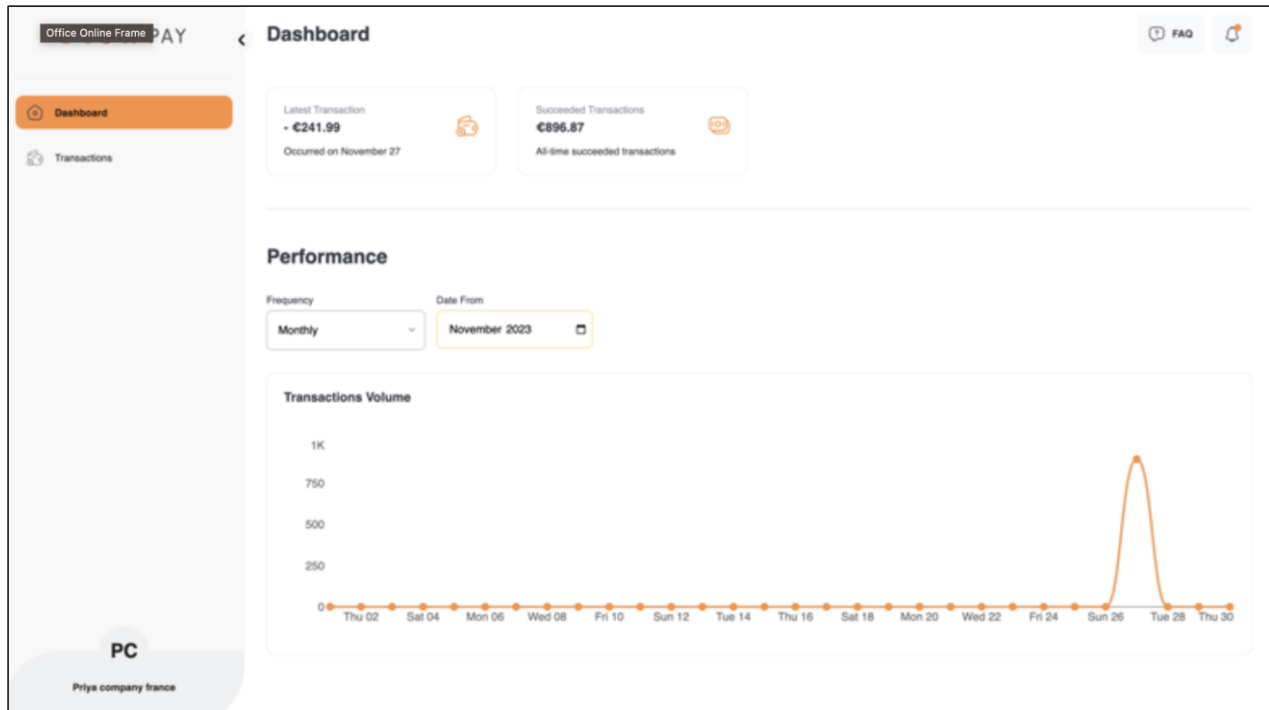 Office Online Frame PAY
Dashboard
FAQ
Dashboard
Transactions
Latest Transaction
- €241.99
Occurred on November 27
Succeeded Transactions
€896.87
All-time succeeded transactions
Performance
Frequency
Date From
Monthly
November 2023
Transactions Volume
1K
750
500
250
0
Thu 02 Sat 04 Mon 06 Wed 08 Fri 10 Sun 12 Tue 14 Thu 16 Sat 18 Mon 20 Wed 22 Fri 24 Sun 26 Tue 28 Thu 30
PC
Priya company france